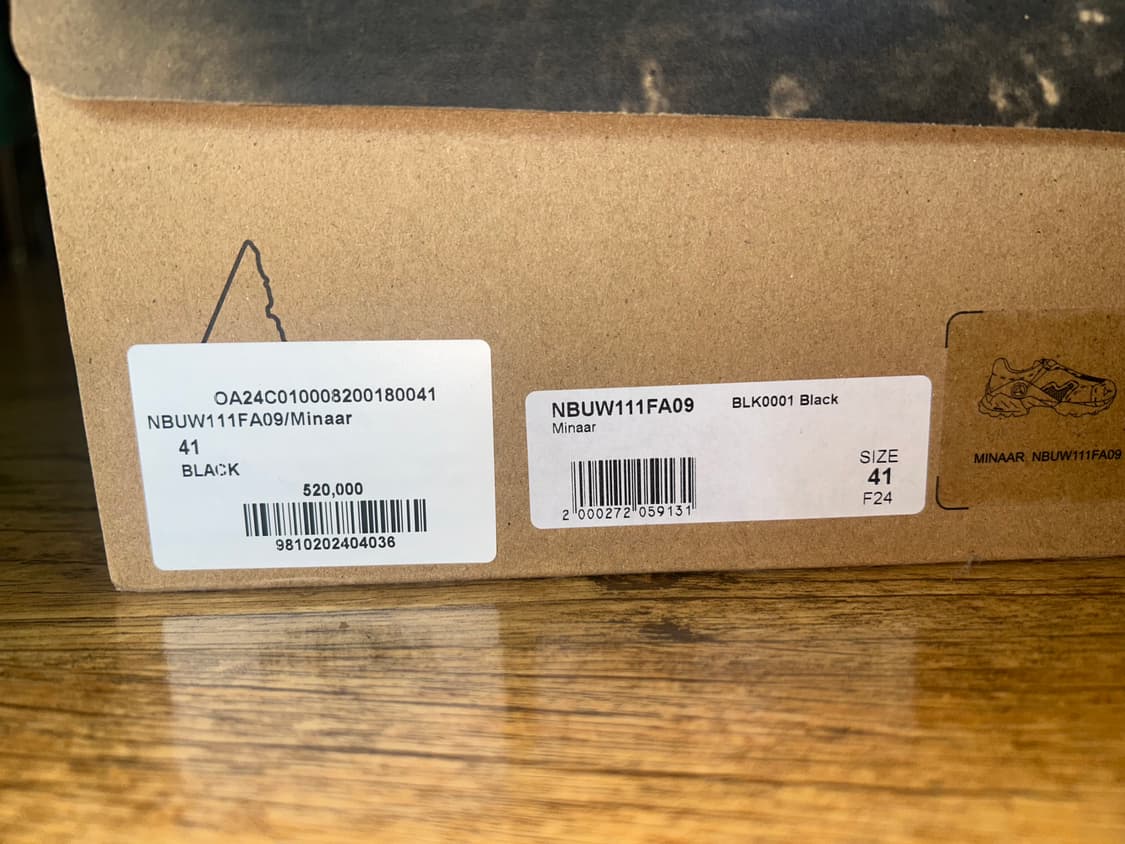 OA24C010008200180041
NBUW111FA09/Minaar
41
BLACK
520,000
9810202404036
NBUW111FA09 BLK0001 Black
Minaar
SIZE
41
F24
2 000272 059131
MINAAR NBUW111FA09